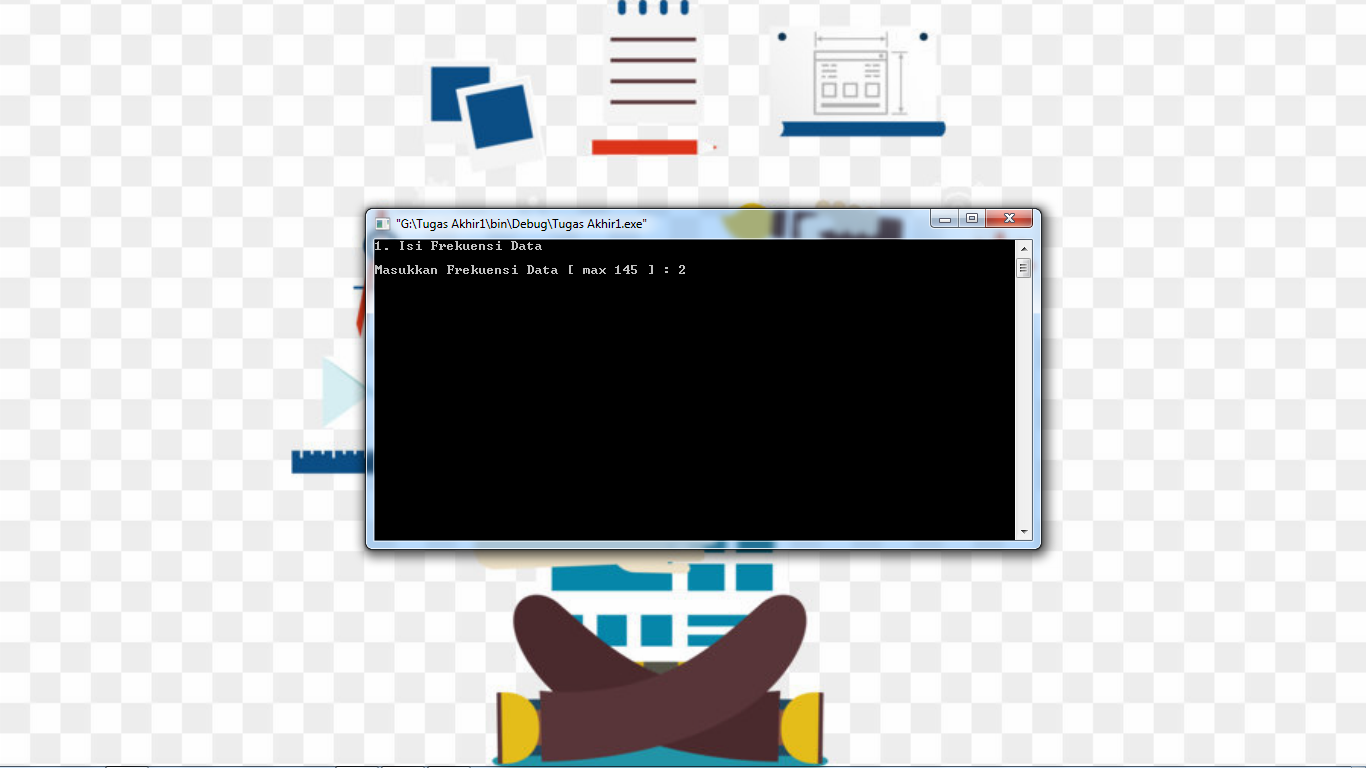 "G:\Tugas Akhir1\bin\Debug\Tugas Akhir1.exe"
1. Isi Frekuensi Data
Masukkan Frekuensi Data [ max 145 ] : 2